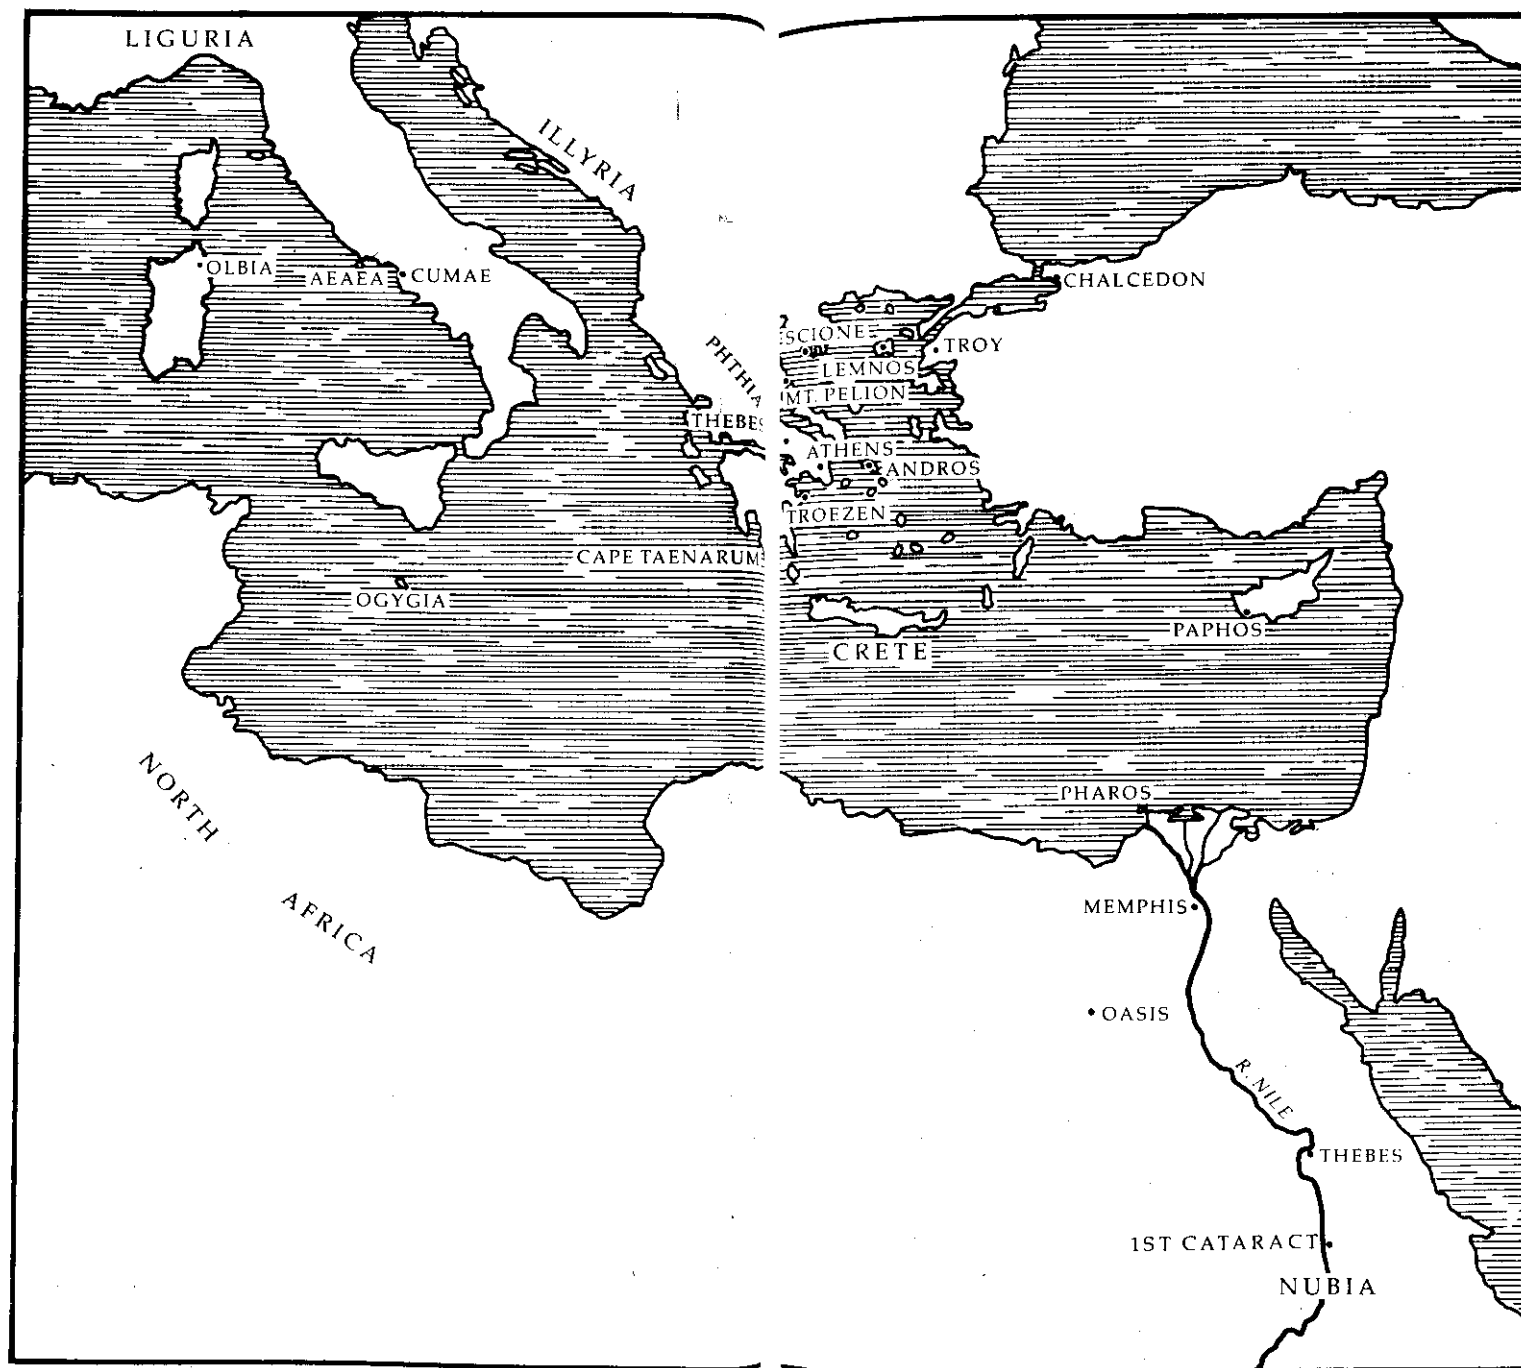 LIGURIA
ILLYRIA
OLBIA
AEAEA
CUMAE
PHTHIA
THEBES
CAPE TAENARUM
OGYGIA
NORTH
AFRICA
CHALCEDON
SCIONE
TROY
LEMNOS
MT. PELION
ATHENS
ANDROS
TROEZEN
PAPHOS
CRETE
PHAROS
MEMPHIS
OASIS
R. NILE
THEBES
1ST CATARACT
NUBIA